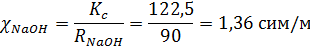 χ_NaOH = K_c / R_NaOH = 122,5 / 90 = 1,36 сим/м